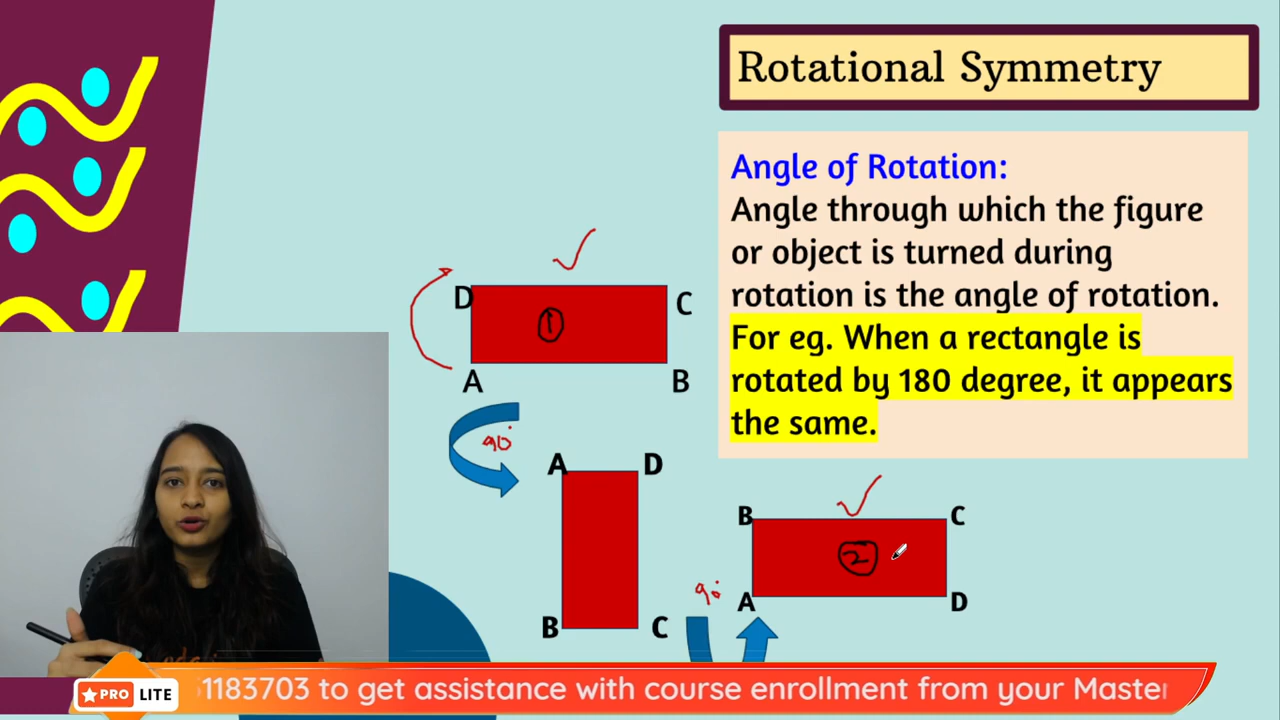 Rotational Symmetry
Angle of Rotation:
Angle through which the figure
or object is turned during
rotation is the angle of rotation.
For eg. When a rectangle is
rotated by 180 degree, it appears
the same.
D
C
1
A
B
90°
A
D
B
C
B
C
2
A
D
90°
PRO LITE
1183703 to get assistance with course enrollment from your Master